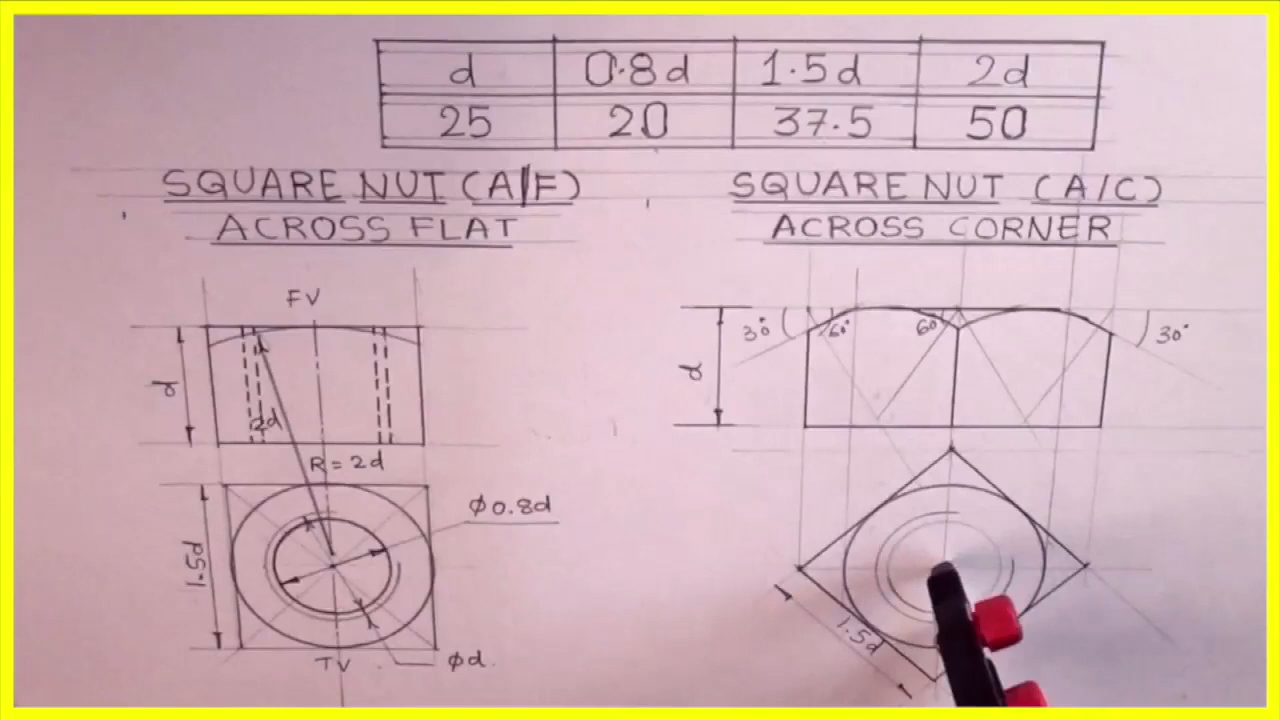 d 0.8d 1.5d 2d
25 20 37.5 50
SQUARE NUT (A/F)
ACROSS FLAT
SQUARE NUT (A/C)
ACROSS CORNER
FV
d
2d
R = 2d
1.5d
ϕ0.8d
TV
ϕd
d
30°
60°
60°
30°
1.5d